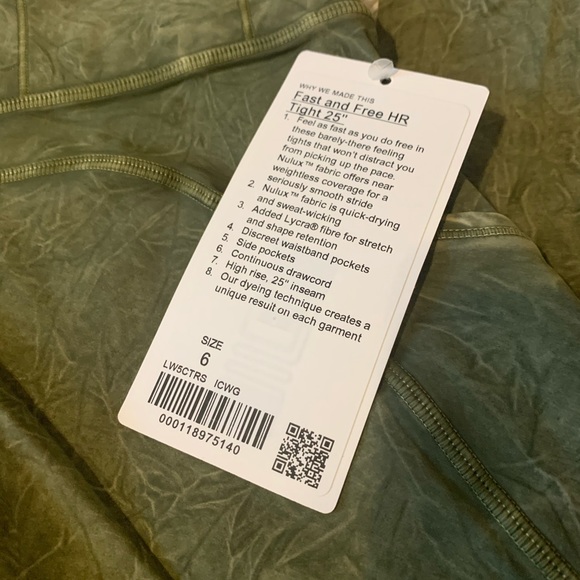 WHY WE MADE THIS
Fast and Free HR
Tight 25"
1. Feel as fast as you do free in
these barely-there feeling
tights that won't distract you
from picking up the pace.
Nulux™ fabric offers near
weightless coverage for a
seriously smooth stride
2. Nulux™ fabric is quick-drying
and sweat-wicking
3. Added Lycra® fibre for stretch
and shape retention
4. Discreet waistband pockets
5. Side pockets
6. Continuous drawcord
7. High rise, 25" inseam
8. Our dyeing technique creates a
unique result on each garment
SIZE
6
LW5CTRS ICWG
000118975140